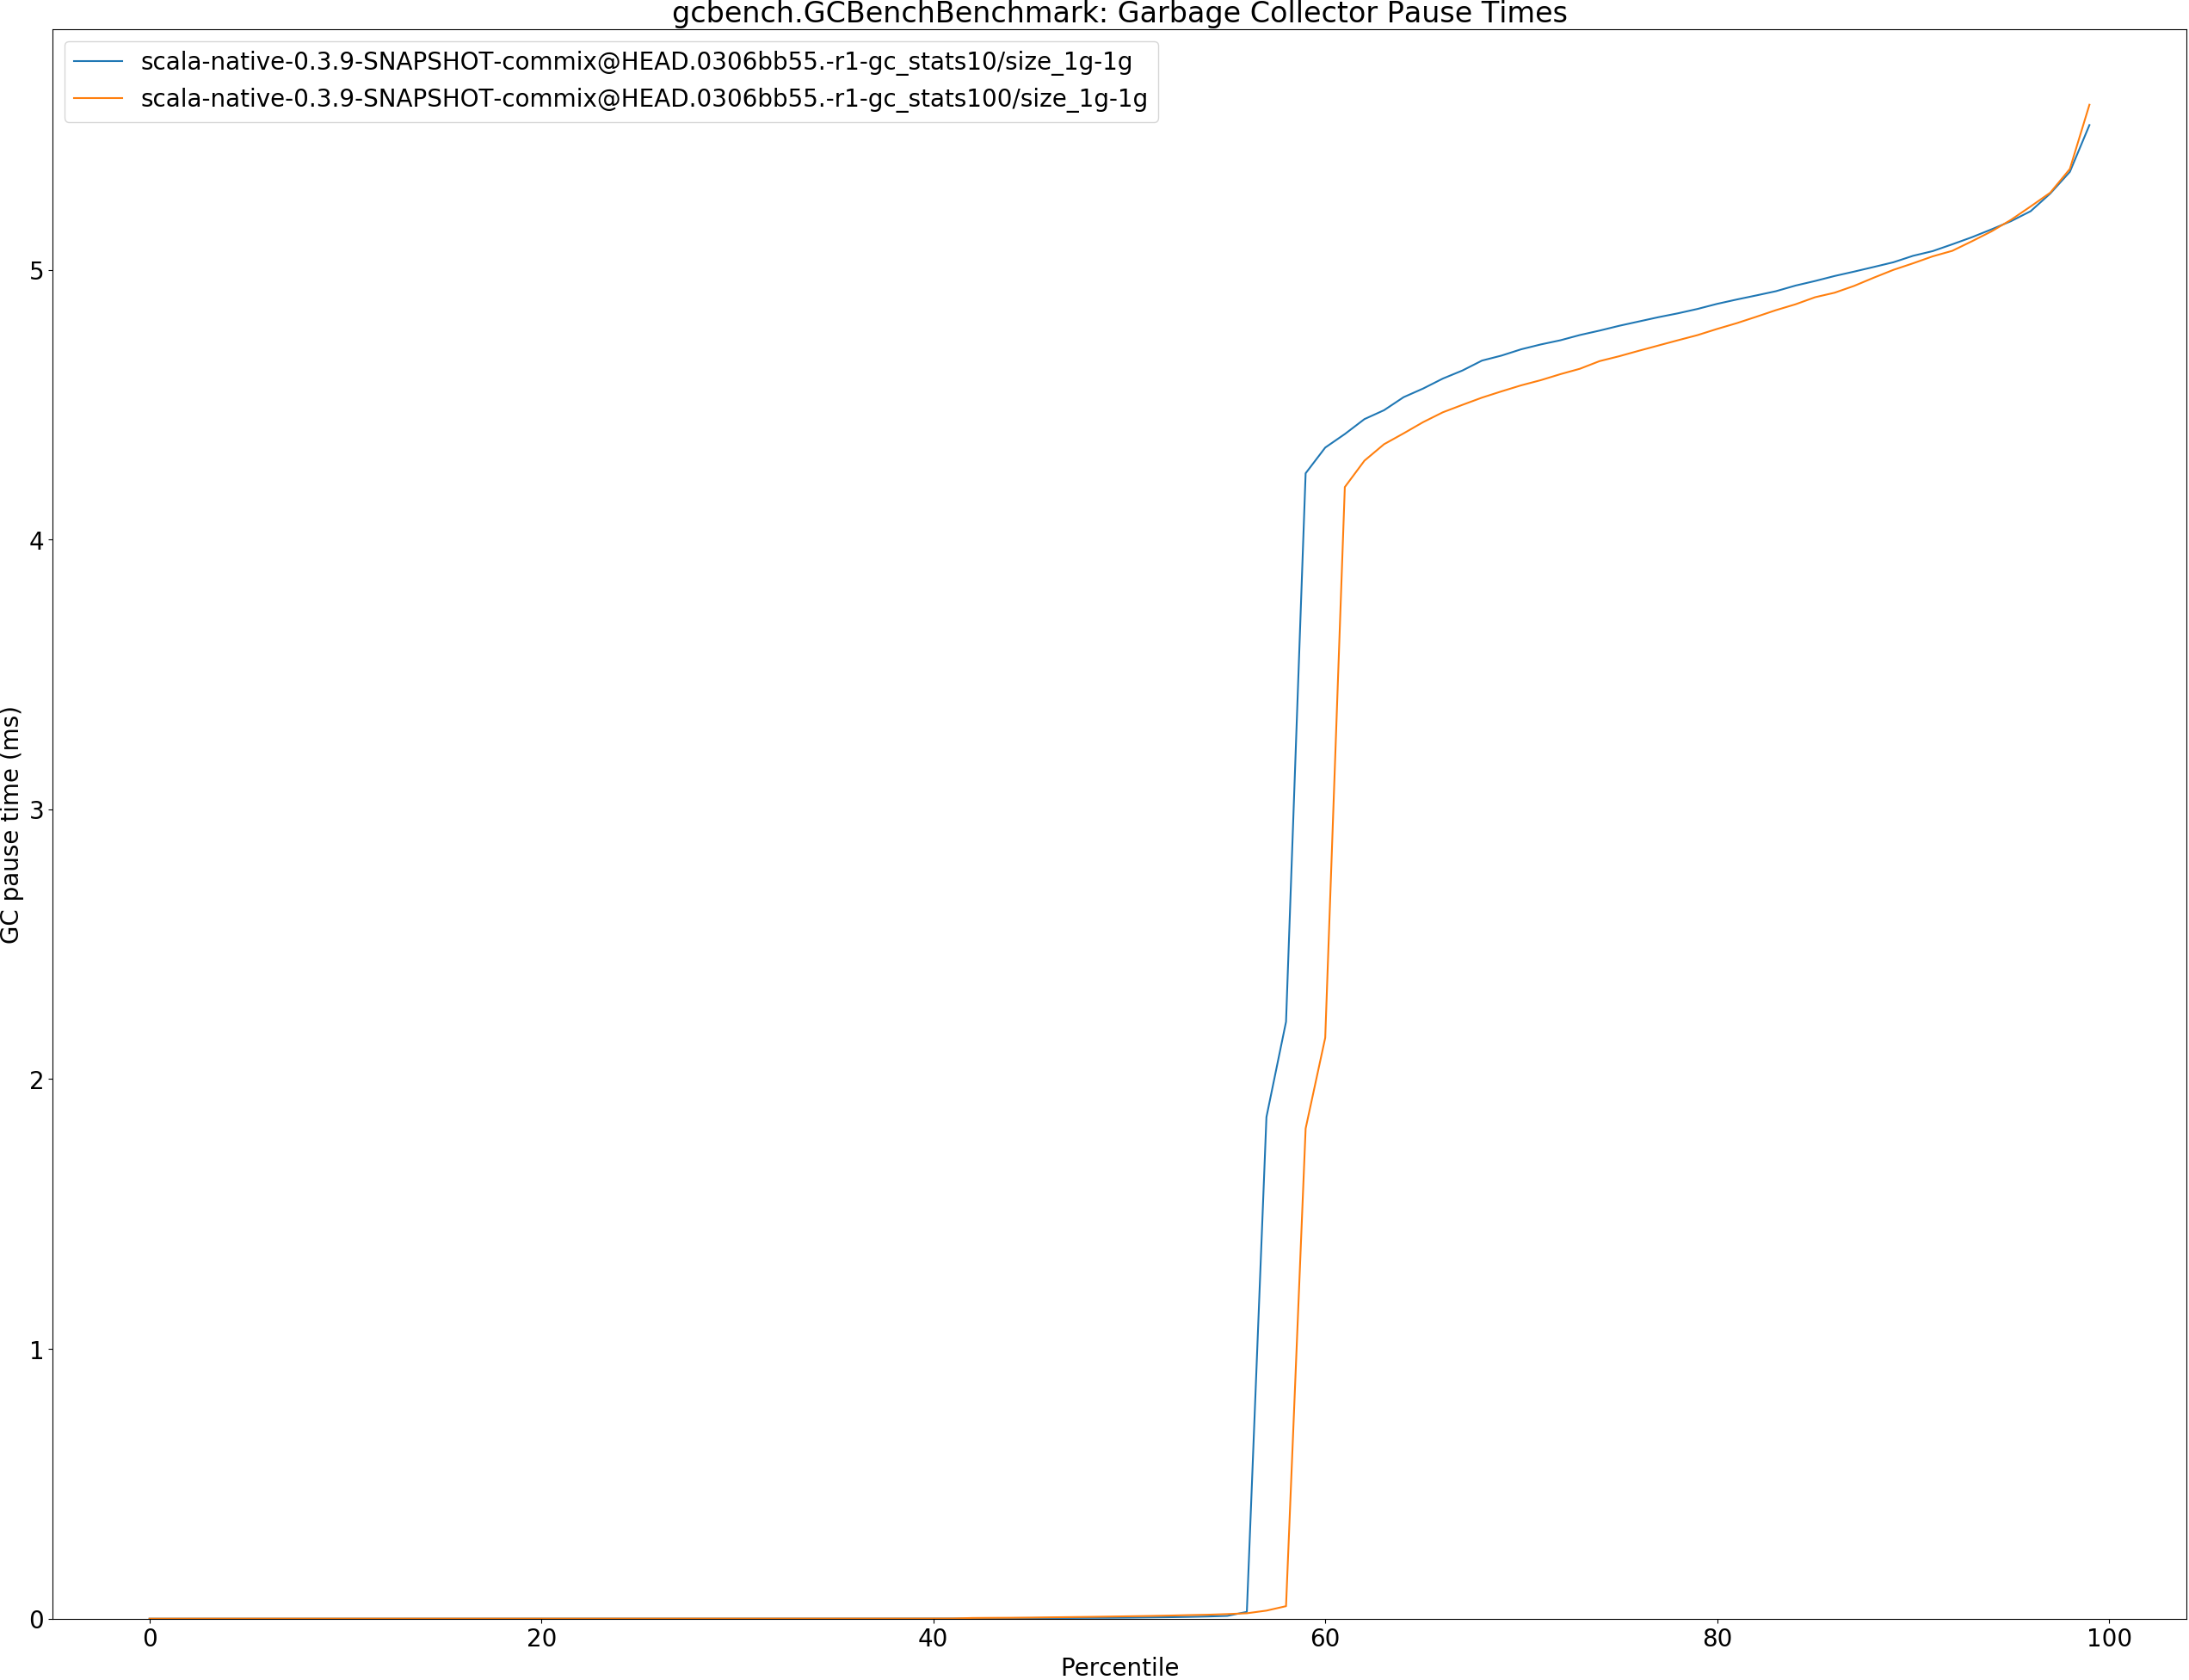 gcbench.GCBenchBenchmark: Garbage Collector Pause Times
scala-native-0.3.9-SNAPSHOT-commix@HEAD.0306bb55.-r1-gc_stats10/size_1g-1g
scala-native-0.3.9-SNAPSHOT-commix@HEAD.0306bb55.-r1-gc_stats100/size_1g-1g
GC pause time (ms)
5
4
3
2
1
0
0 20 40 60 80 100
Percentile